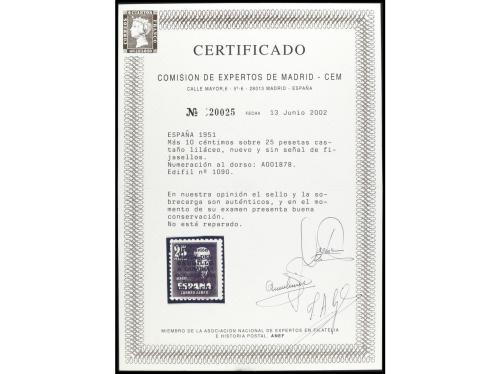 CERTIFICADO
COMISION DE EXPERTOS DE MADRID - CEM
CALLE MAYOR, 6 - 5º-6 - 28013 MADRID - ESPAÑA
Nº 20025 FECHA 13 Junio 2002
ESPAÑA 1951
Más 10 céntimos sobre 25 pesetas cas-
taño liláceo, nuevo y sin señal de fi-
jasellos.
Numeración al dorso: A001878.
Edifil nº 1090.
En nuestra opinión el sello y la so-
brecarga son auténticos, y en el mo-
mento de su examen presenta buena
conservación.
No está reparado.
25
ESPAÑA
CORREO AEREO
MIEMBRO DE LA ASOCIACION NACIONAL DE EXPERTOS EN FILATELIA
E HISTORIA POSTAL. ANEF